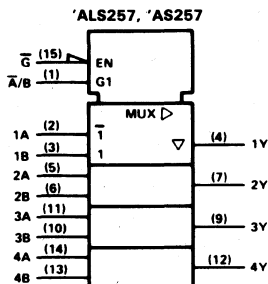 'ALS257, 'AS257
G̅ (15) EN
A̅/B (1) G1
MUX ▷
1A (2) 1̅
1B (3) 1 ▽ (4) 1Y
2A (5)
2B (6) (7) 2Y
3A (11)
3B (10) (9) 3Y
4A (14)
4B (13) (12) 4Y